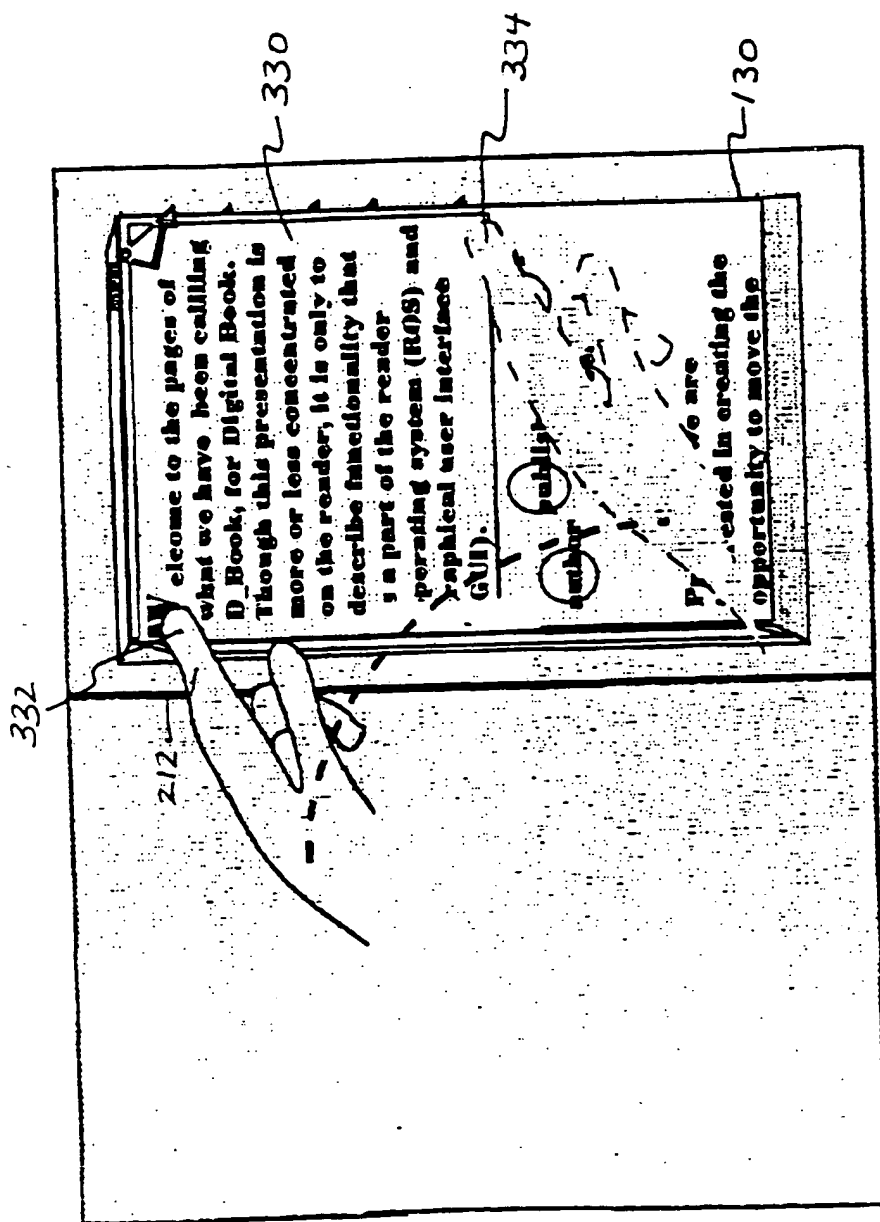 330
334
130
332
212
elcome to the pages of
what we have been callling
D_Book, for Digital Book.
Though this presentation is
more or less concentrated
on the reader, it is only to
describe functionality that
s a part of the reader
perating system (ROS) and
raphical user interface
GUI).
author
are
in creating the
opportunity to move the